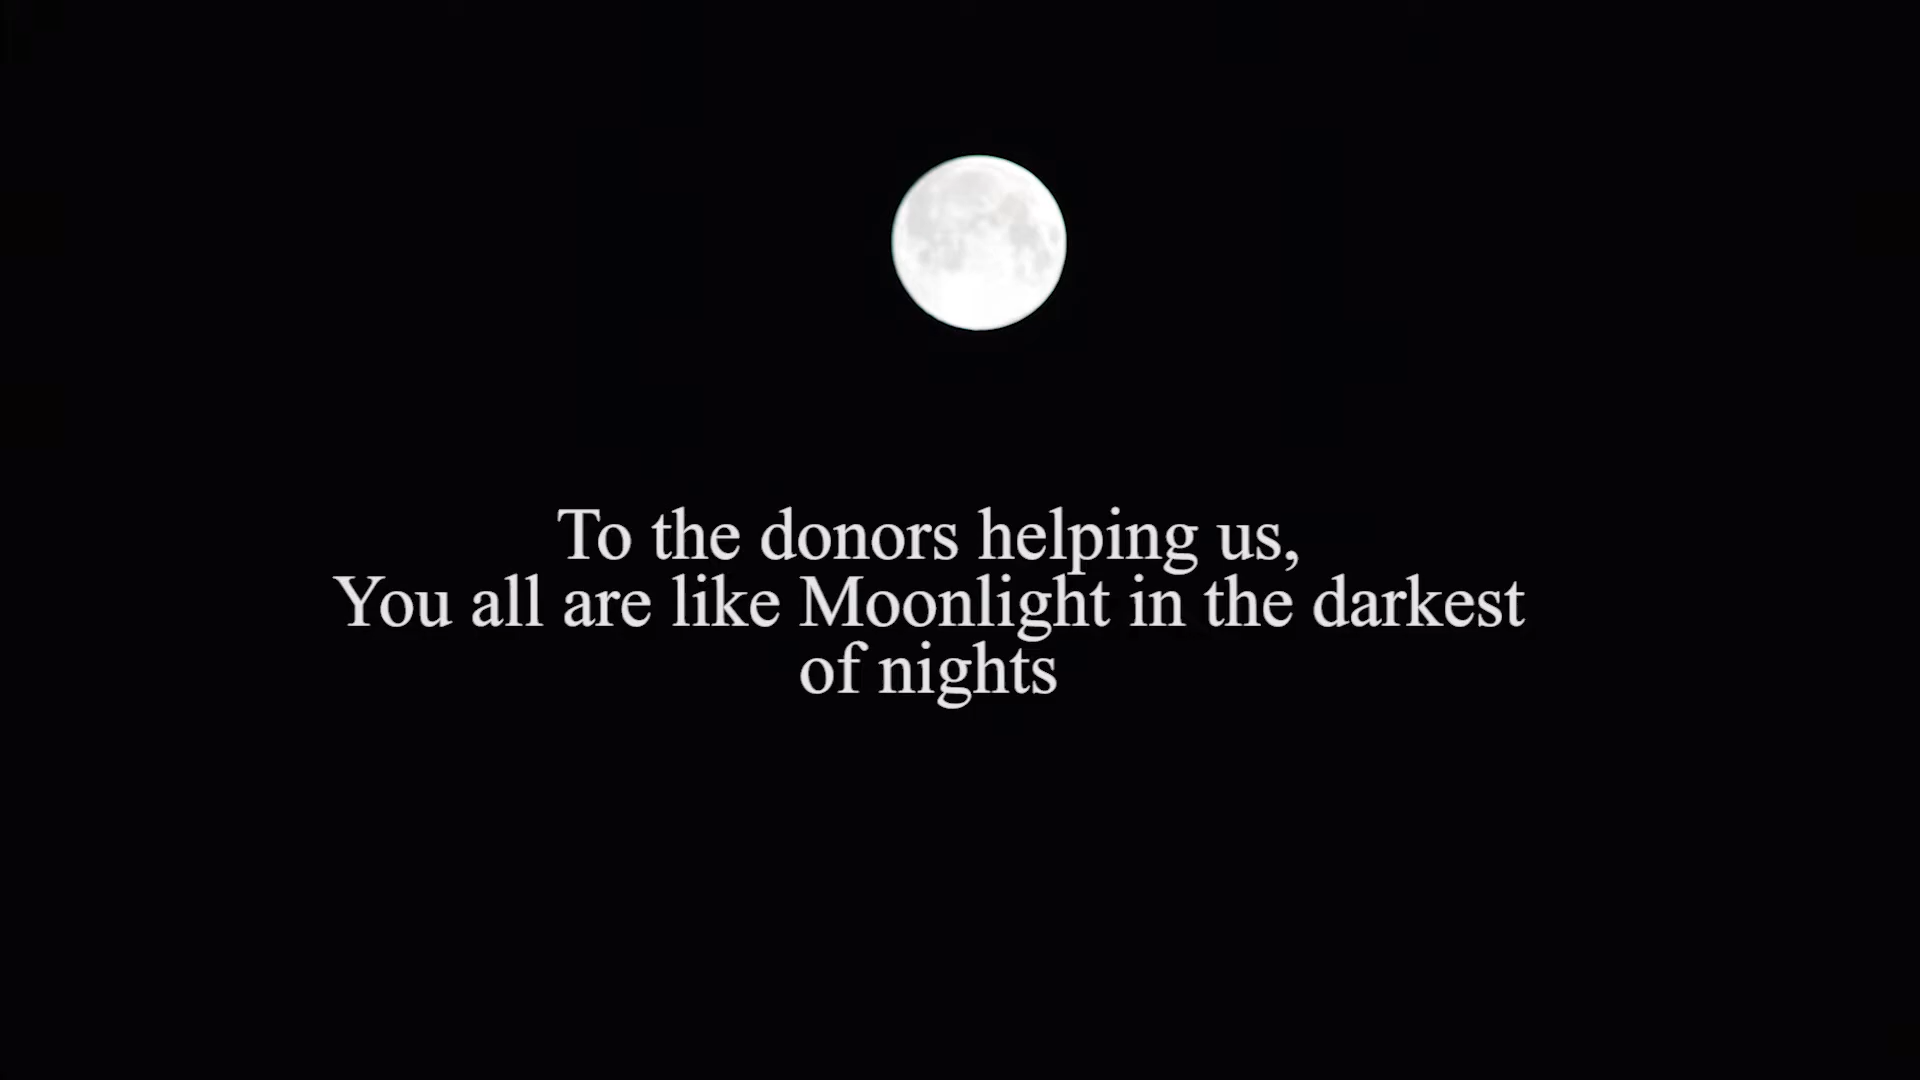 To the donors helping us,
You all are like Moonlight in the darkest
of nights